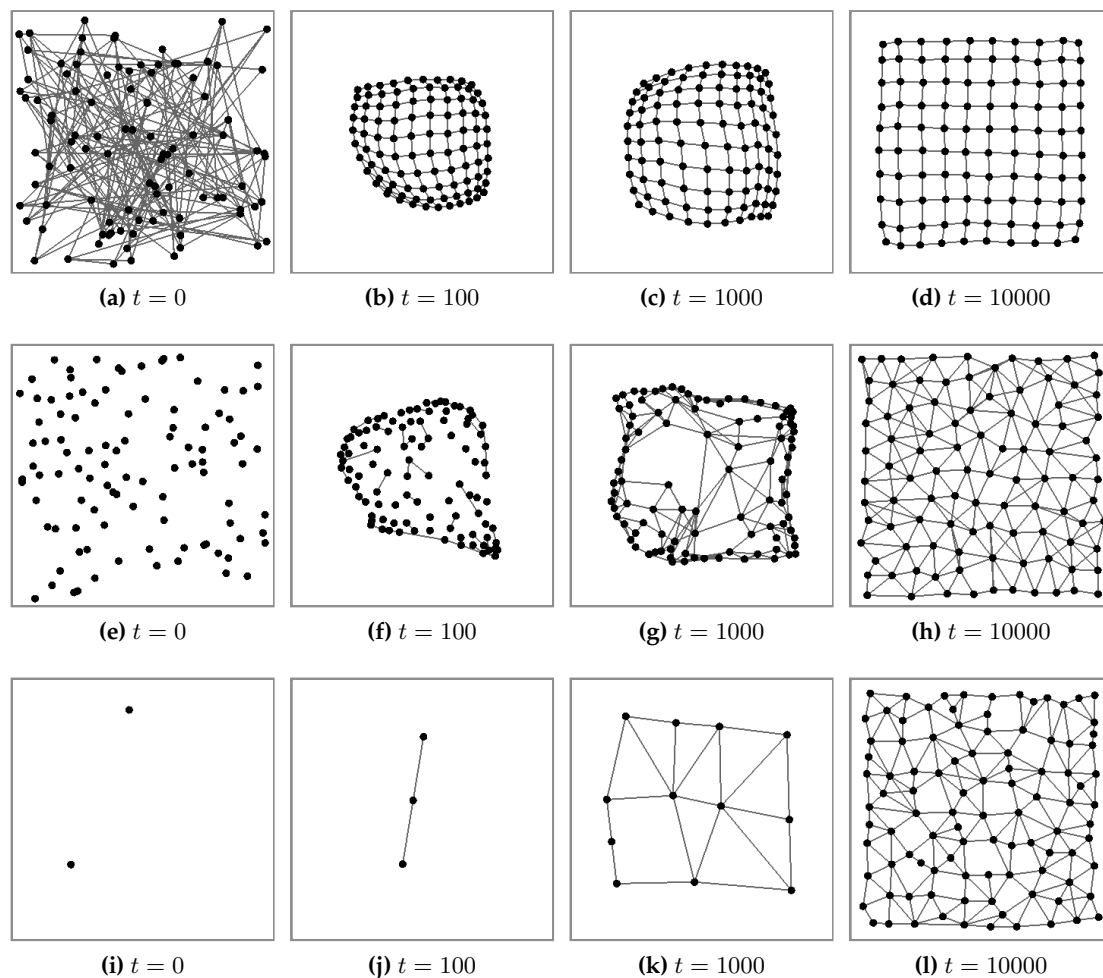 (a) t = 0
(b) t = 100
(c) t = 1000
(d) t = 10000
(e) t = 0
(f) t = 100
(g) t = 1000
(h) t = 10000
(i) t = 0
(j) t = 100
(k) t = 1000
(l) t = 10000